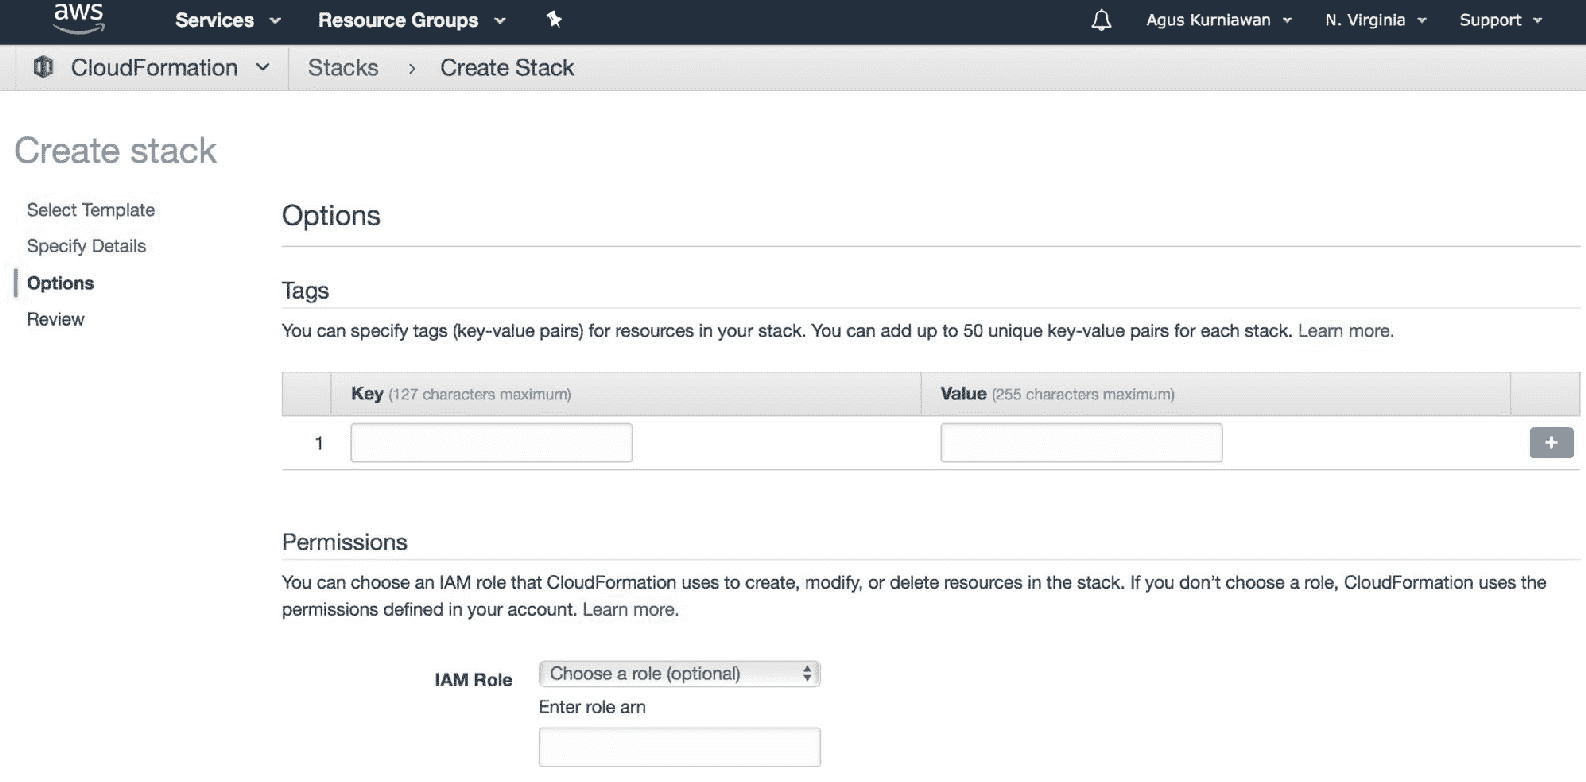 aws Services Resource Groups Agus Kurniawan N. Virginia Support
CloudFormation Stacks > Create Stack
Create stack
Select Template
Specify Details
Options
Review
Options
Tags
You can specify tags (key-value pairs) for resources in your stack. You can add up to 50 unique key-value pairs for each stack. Learn more.
Key (127 characters maximum) Value (255 characters maximum)
1 +
Permissions
You can choose an IAM role that CloudFormation uses to create, modify, or delete resources in the stack. If you don't choose a role, CloudFormation uses the
permissions defined in your account. Learn more.
IAM Role Choose a role (optional)
Enter role arn